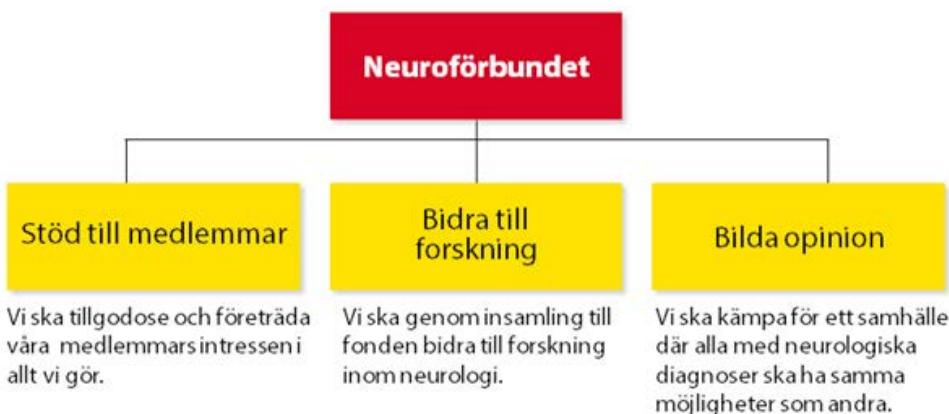 Neuroförbundet
Stöd till medlemmar
Vi ska tillgodose och företräda
våra medlemmars intressen i
allt vi gör.
Bidra till
forskning
Vi ska genom insamling till
fonden bidra till forskning
inom neurologi.
Bilda opinion
Vi ska kämpa för ett samhälle
där alla med neurologiska
diagnoser ska ha samma
möjligheter som andra.